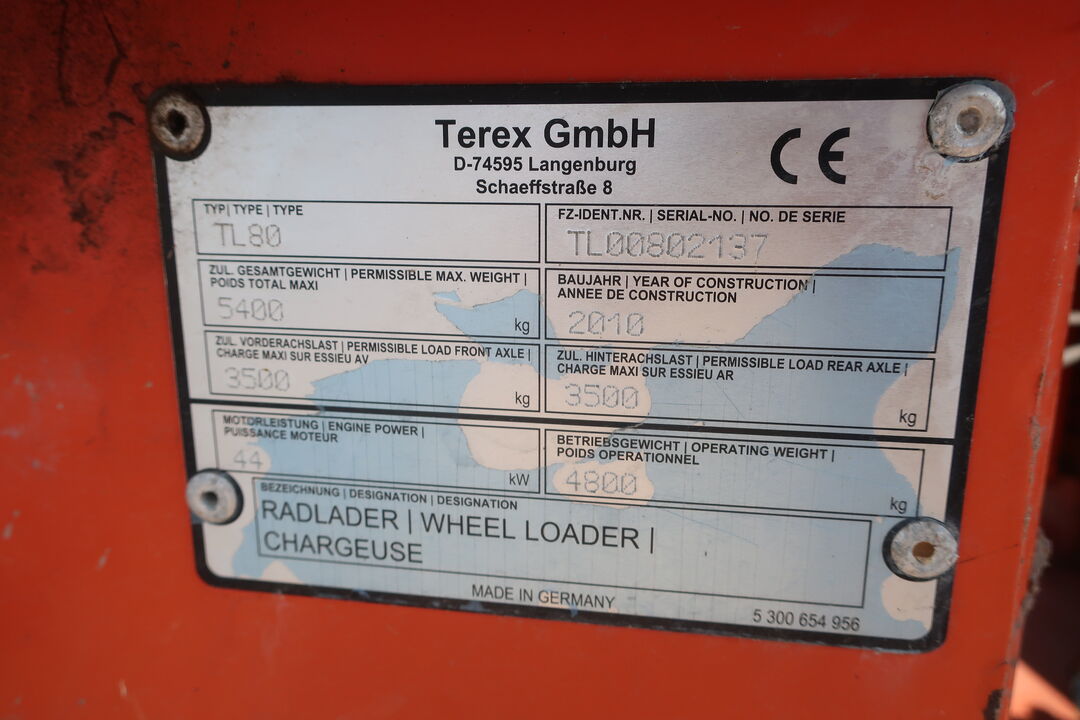 Terex GmbH
D-74595 Langenburg
Schaeffstraße 8
CE
TYP | TYPE | TYPE
TL80
FZ-IDENT.NR. | SERIAL-NO. | NO. DE SERIE
TL00802137
ZUL. GESAMTGEWICHT | PERMISSIBLE MAX. WEIGHT |
POIDS TOTAL MAXI
5400
kg
BAUJAHR | YEAR OF CONSTRUCTION |
ANNEE DE CONSTRUCTION
2010
ZUL. VORDERACHSLAST | PERMISSIBLE LOAD FRONT AXLE |
CHARGE MAXI SUR ESSIEU AV
3500
kg
ZUL. HINTERACHSLAST | PERMISSIBLE LOAD REAR AXLE |
CHARGE MAXI SUR ESSIEU AR
3500
kg
MOTORLEISTUNG | ENGINE POWER |
PUISSANCE MOTEUR
44
kW
BETRIEBSGEWICHT | OPERATING WEIGHT |
POIDS OPERATIONNEL
4800
kg
BEZEICHNUNG | DESIGNATION | DESIGNATION
RADLADER | WHEEL LOADER |
CHARGEUSE
MADE IN GERMANY
5 300 654 956